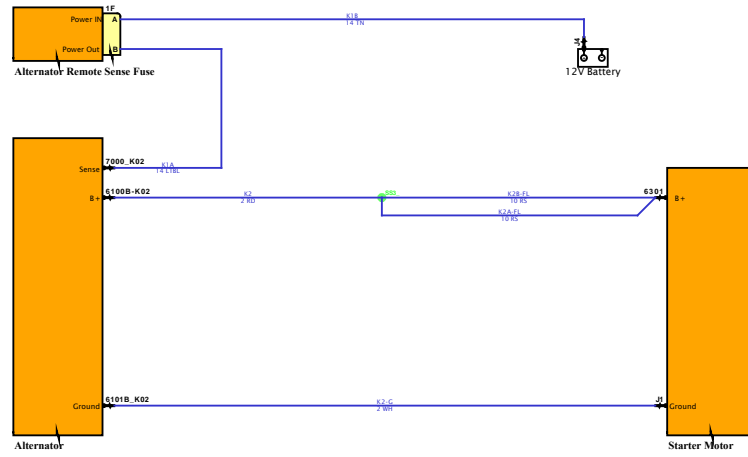 1F
Power IN
A
K1B
14 TN
J4
Power Out
B
Alternator Remote Sense Fuse
12V Battery
7000_K02
Sense
K1A
14 LTBL
6100B-K02
B+
K2
2 RD
K2B-FL
10 RS
6301
B+
K2A-FL
10 RS
6101B_K02
Ground
K2-G
2 WH
J1
Ground
Alternator
Starter Motor